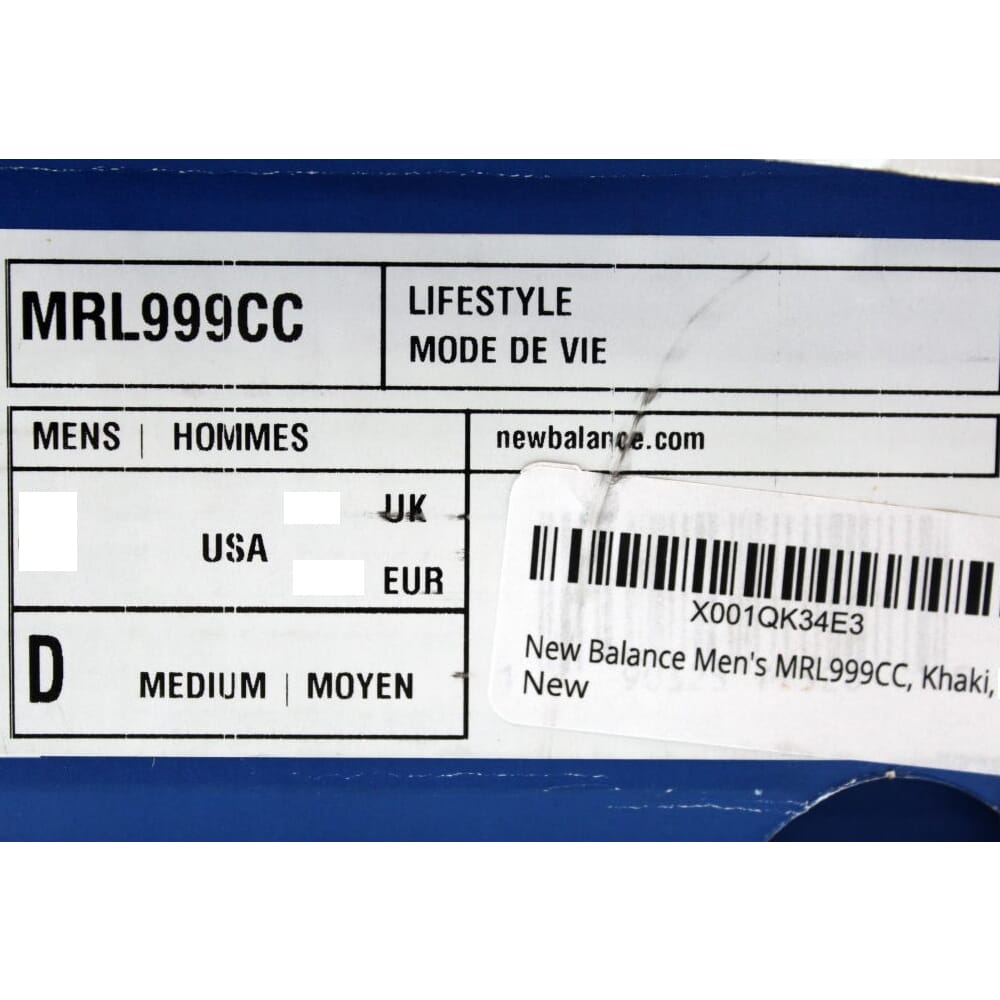 MRL999CC
LIFESTYLE
MODE DE VIE
MENS | HOMMES
newbalance.com
UK
USA
EUR
D
MEDIUM | MOYEN
X001QK34E3
New Balance Men's MRL999CC, Khaki,
New